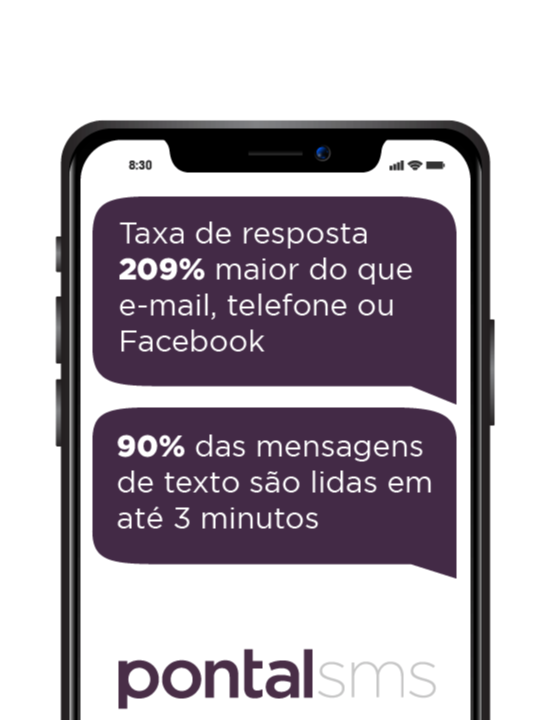 8:30
Taxa de resposta
209% maior do que
e-mail, telefone ou
Facebook
90% das mensagens
de texto são lidas em
até 3 minutos
pontalsms